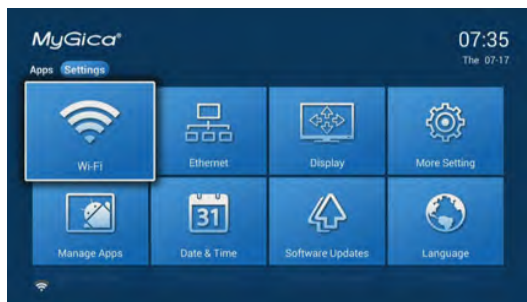 MyGica®
07:35
The 07-17
Apps Settings
Wi-Fi
Ethernet
Display
More Setting
31
Manage Apps
Date & Time
Software Updates
Language